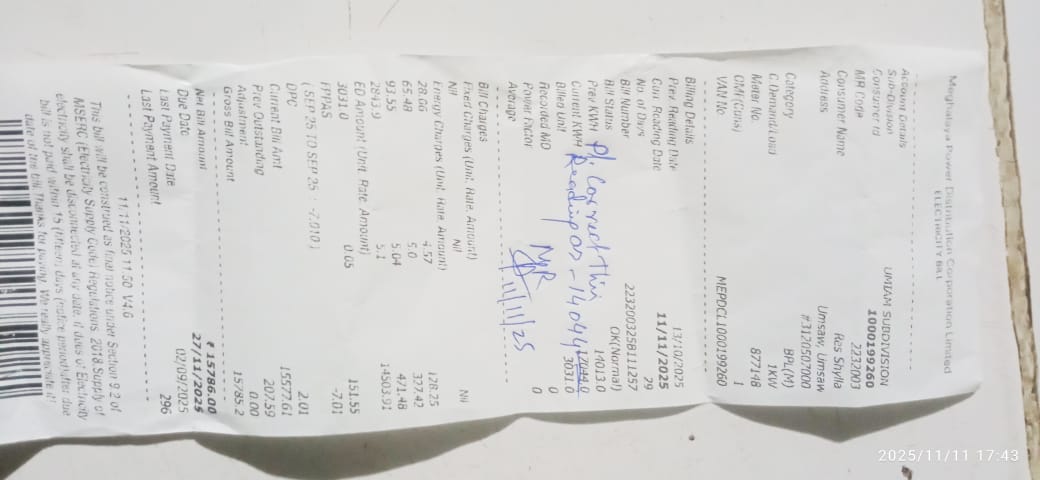 Meghalaya Power Distribution Corporation Limited
ELECTRICITY BILL
Account Details
Sub-Division UMIAM SUBDIVISION
Consumer Id 1000199260
MR Code 2232003
Consumer Name Ros Shylla
Address #3120507000
Umsaw, Umsaw
Category BPL(M)
C.Demand/Load 1KW
Meter No. 877148
CMF(Cons) 1
VAN No MEPDCL1000199260
Billing Details
Prev Reading Date 13/10/2025
Curr Reading Date 11/11/2025
No. of Days 29
Bill Number 2232003258111257
Bill Status OK(Normal)
Prev KWH 14013.0
Current KWH
Billed Unit 3031.0
Recorded MD 0
Power Factor 0
Average
P/. Correct this
Reading as - 14044
MR
11/11/25
Bill Charges
Fixed Charges (Unit. Rate. Amount)
Nil Nil Nil
Energy Charges (Unit. Rate. Amount)
28.06 4.57 128.25
65.48 5.0 327.42
93.55 5.04 471.48
2843.9 5.1 14503.91
ED Amount (Unit. Rate. Amount)
3031.0 0.05 151.55
FPPAS -7.01
( SEP 25 TO SEP 25 : -7.010 )
DPC 2.01
Current Bill Amt 15577.61
Prev Outstanding 207.59
Adjustment 0.00
Gross Bill Amount 15785.2
Net Bill Amount ₹ 15786.00
Due Date 27/11/2025
Last Payment Date 02/09/2025
Last Payment Amount 296
11.11.2025 11.50 V4.6
This bill will be construed as final notice under Section 9.2 of
MSERC (Electricity Supply Code) Regulations, 2018. Supply of
electricity shall be disconnected at any date, if dues of Electricity
bill is not paid within 15 (fifteen) days (notice period) after due
date of this bill. Thanks for paying. We really appreciate it!
2025/11/11 17:43